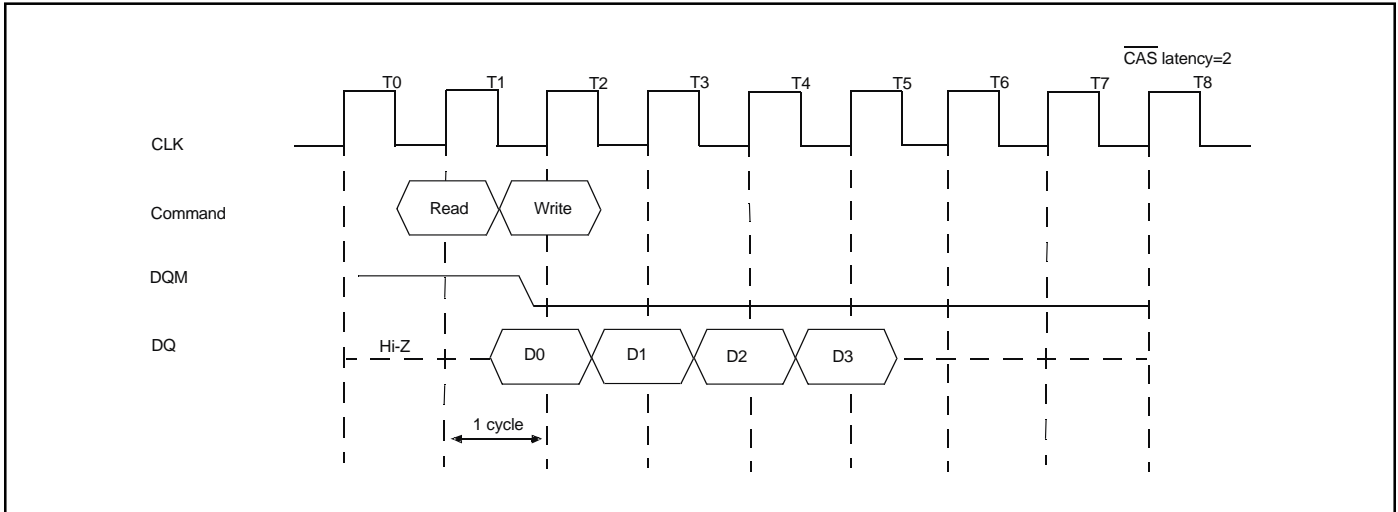 CAS latency=2
T0 T1 T2 T3 T4 T5 T6 T7 T8
CLK
Command Read Write
DQM
DQ Hi-Z D0 D1 D2 D3
1 cycle